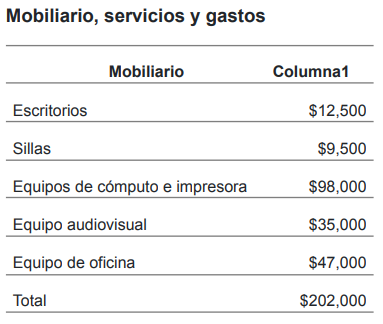 Mobiliario, servicios y gastos
Mobiliario Columna1
Escritorios $12,500
Sillas $9,500
Equipos de cómputo e impresora $98,000
Equipo audiovisual $35,000
Equipo de oficina $47,000
Total $202,000